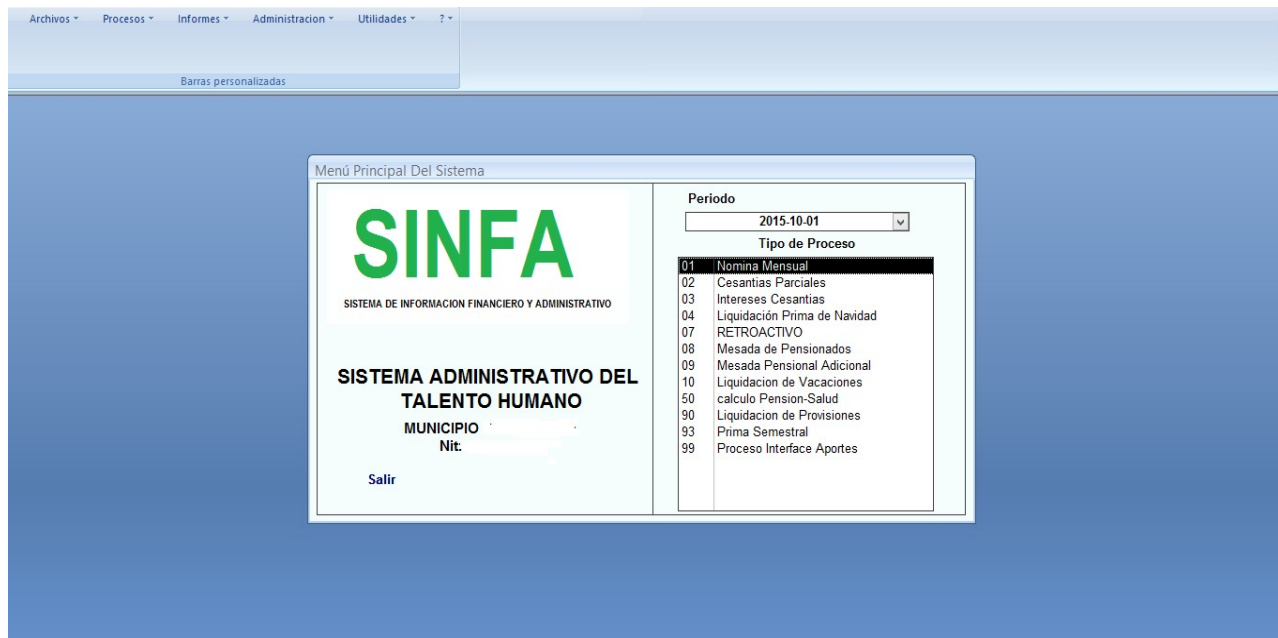 Archivos Procesos Informes Administracion Utilidades ?
Barras personalizadas
Menú Principal Del Sistema
SINFA
SISTEMA DE INFORMACION FINANCIERO Y ADMINISTRATIVO
SISTEMA ADMINISTRATIVO DEL
TALENTO HUMANO
MUNICIPIO
Nit:
Salir
Periodo
2015-10-01
Tipo de Proceso
01 Nomina Mensual
02 Cesantias Parciales
03 Intereses Cesantias
04 Liquidación Prima de Navidad
07 RETROACTIVO
08 Mesada de Pensionados
09 Mesada Pensional Adicional
10 Liquidacion de Vacaciones
50 calculo Pension-Salud
90 Liquidacion de Provisiones
93 Prima Semestral
99 Proceso Interface Aportes